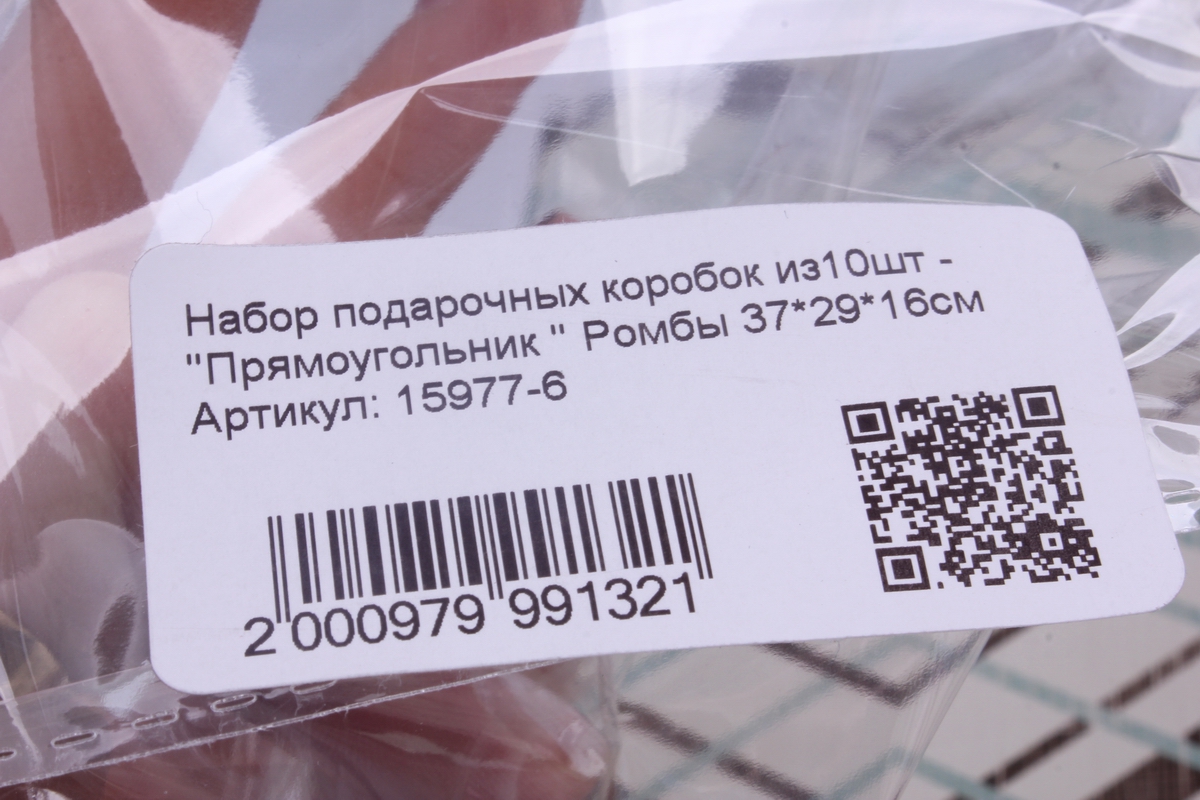 Набор подарочных коробок из10шт -
"Прямоугольник " Ромбы 37*29*16см
Артикул: 15977-6
2 000979 991321